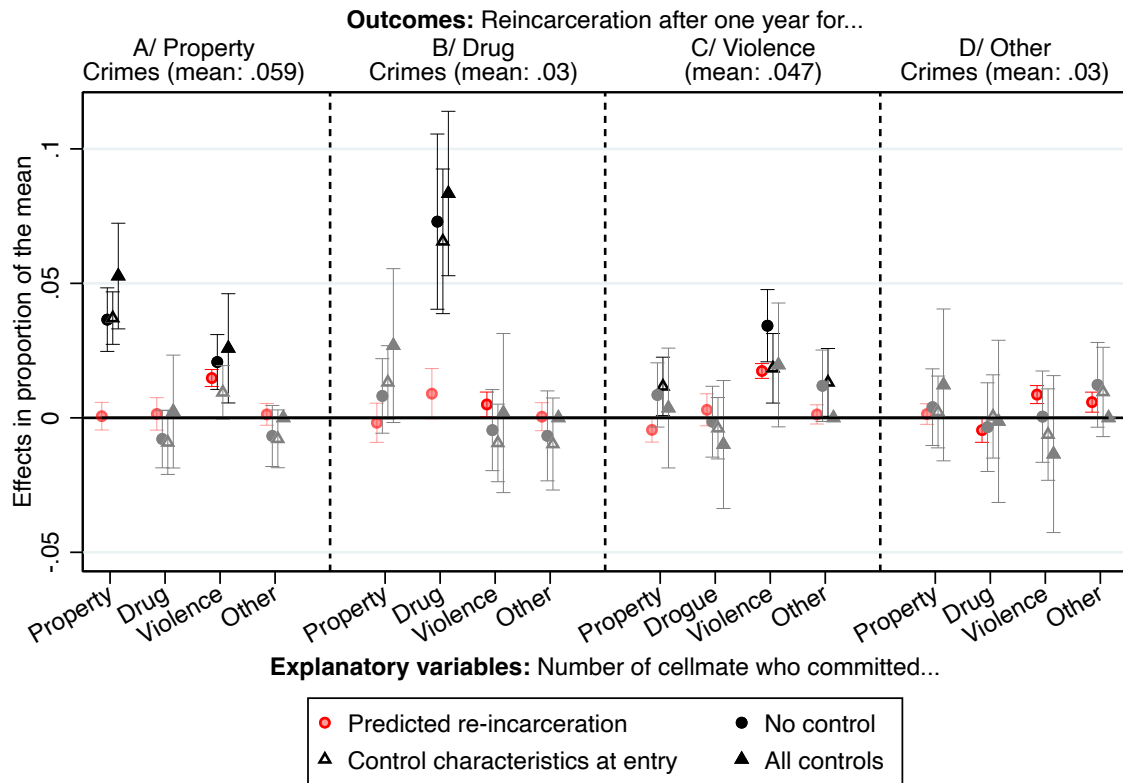 Outcomes: Reincarceration after one year for...
A/ Property
Crimes (mean: .059)
B/ Drug
Crimes (mean: .03)
C/ Violence
(mean: .047)
D/ Other
Crimes (mean: .03)
Effects in proportion of the mean
.1
.05
0
-.05
Property
Drug
Violence
Other
Property
Drug
Violence
Other
Property
Drogue
Violence
Other
Property
Drug
Violence
Other
Explanatory variables: Number of cellmate who committed...
Predicted re-incarceration
No control
Control characteristics at entry
All controls